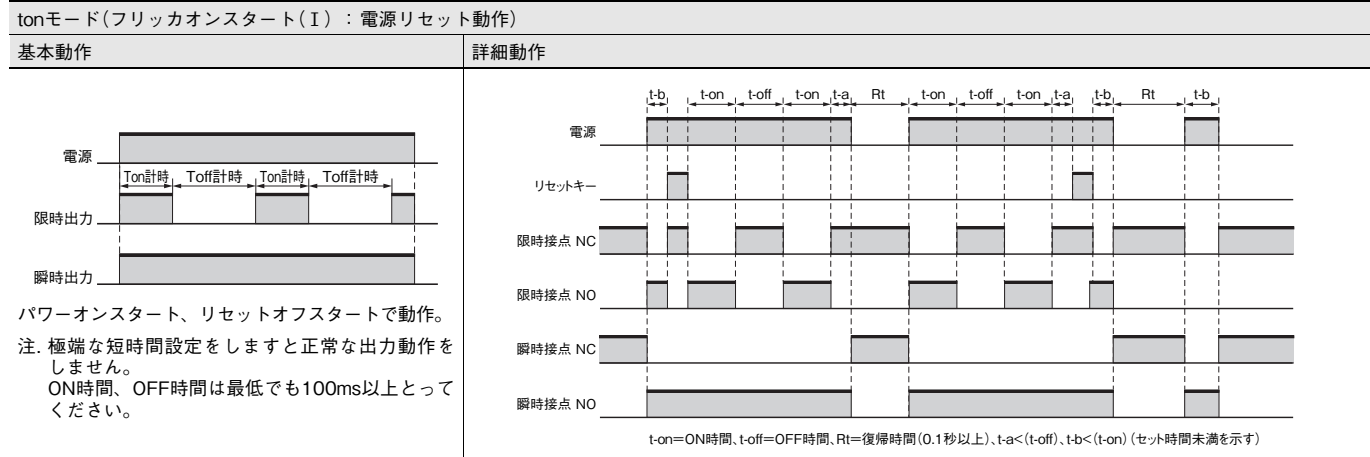 tonモード(フリッカオンスタート(Ⅰ):電源リセット動作)
基本動作
詳細動作
電源
Ton計時 Toff計時 Ton計時 Toff計時
限時出力
瞬時出力
パワーオンスタート、リセットオフスタートで動作。
注. 極端な短時間設定をしますと正常な出力動作を
しません。
ON時間、OFF時間は最低でも100ms以上とって
ください。
t-b t-on t-off t-on t-a Rt t-on t-off t-on t-a t-b Rt t-b
電源
リセットキー
限時接点 NC
限時接点 NO
瞬時接点 NC
瞬時接点 NO
t-on=ON時間、t-off=OFF時間、Rt=復帰時間(0.1秒以上)、t-a<(t-off)、t-b<(t-on)(セット時間未満を示す)